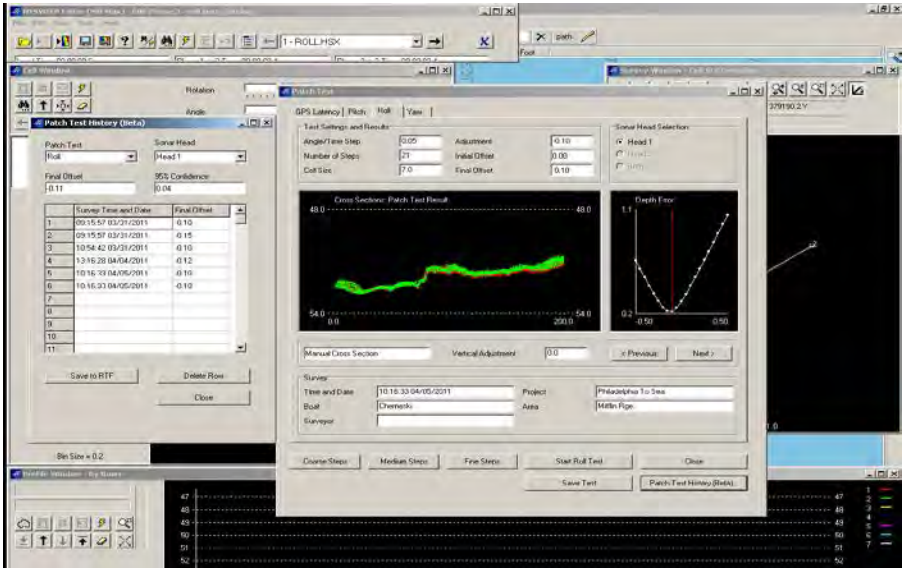 1 - ROLL.HSX
path
Foot
Cell Window
Rotation
Angle
Patch Test History (Beta)
Patch Test
Sonar Head
Roll
Head 1
Final Offset
95% Confidence
-0.11
0.04
Survey Time and Date
Final Offset
1 09:15:57 03/31/2011 -0.10
2 09:15:57 03/31/2011 -0.15
3 10:54:42 03/31/2011 -0.10
4 13:16:28 04/04/2011 -0.12
5 10:16:33 04/05/2011 -0.10
6 10:16:33 04/05/2011 -0.10
7
8
9
10
11
Save to RTF
Delete Row
Close
Bin Size = 0.2
Patch Test
GPS Latency Pitch Roll Yaw
Test Settings and Results
Angle/Time Step 0.05 Adjustment -0.10
Number of Steps 21 Initial Offset 0.00
Cell Size 7.0 Final Offset -0.10
Sonar Head Selection
Head 1
Cross Sections: Patch Test Result
48.0
48.0
54.0
54.0
0.0
200.0
Depth Error
1.1
0.2
-0.50
0.50
Manual Cross Section
Vertical Adjustment 0.0
< Previous
Next >
Survey
Time and Date 10:16:33 04/05/2011 Project Philadelphia To Sea
Boat Cherneski Area Mifflin Rge.
Surveyor
Coarse Steps
Medium Steps
Fine Steps
Start Roll Test
Close
Save Test
Patch Test History (Beta)...
379190.2 Y
2
1.0
47
48
49
50
51
52
47
48
49
50
51
52
1
2
3
4
5
6
7